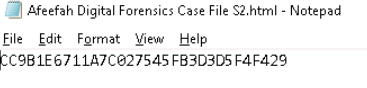 Afeefah Digital Forensics Case File S2.html - Notepad
File Edit Format View Help
CC9B1E6711A7C027545FB3D3D5F4F429